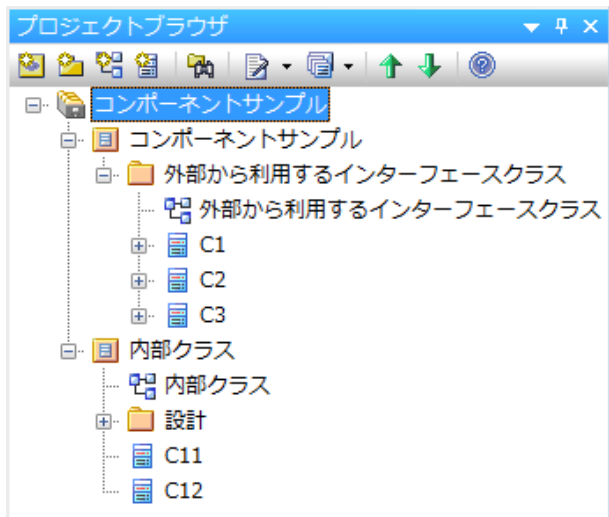 プロジェクトブラウザ
コンポーネントサンプル
コンポーネントサンプル
外部から利用するインターフェースクラス
外部から利用するインターフェースクラス
C1
C2
C3
内部クラス
内部クラス
設計
C11
C12